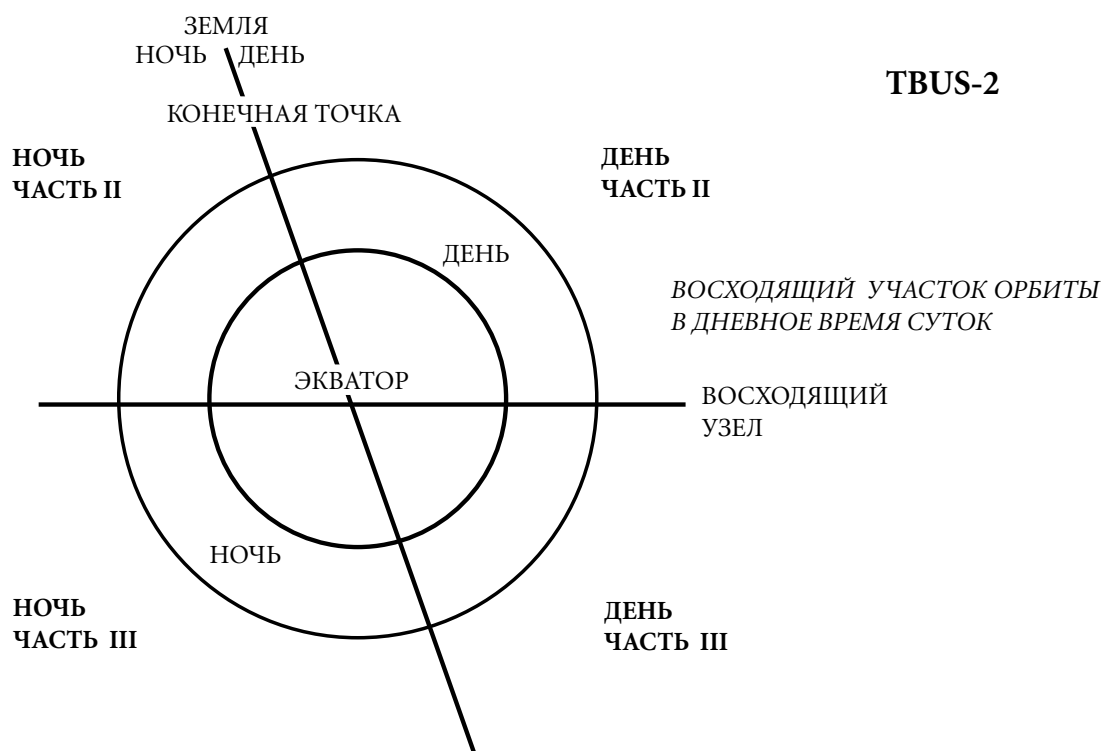 ЗЕМЛЯ
НОЧЬ ДЕНЬ
TBUS-2
КОНЕЧНАЯ ТОЧКА
НОЧЬ
ЧАСТЬ II
ДЕНЬ
ЧАСТЬ II
ДЕНЬ
ВОСХОДЯЩИЙ УЧАСТОК ОРБИТЫ
В ДНЕВНОЕ ВРЕМЯ СУТОК
ЭКВАТОР
ВОСХОДЯЩИЙ
УЗЕЛ
НОЧЬ
НОЧЬ
ЧАСТЬ III
ДЕНЬ
ЧАСТЬ III